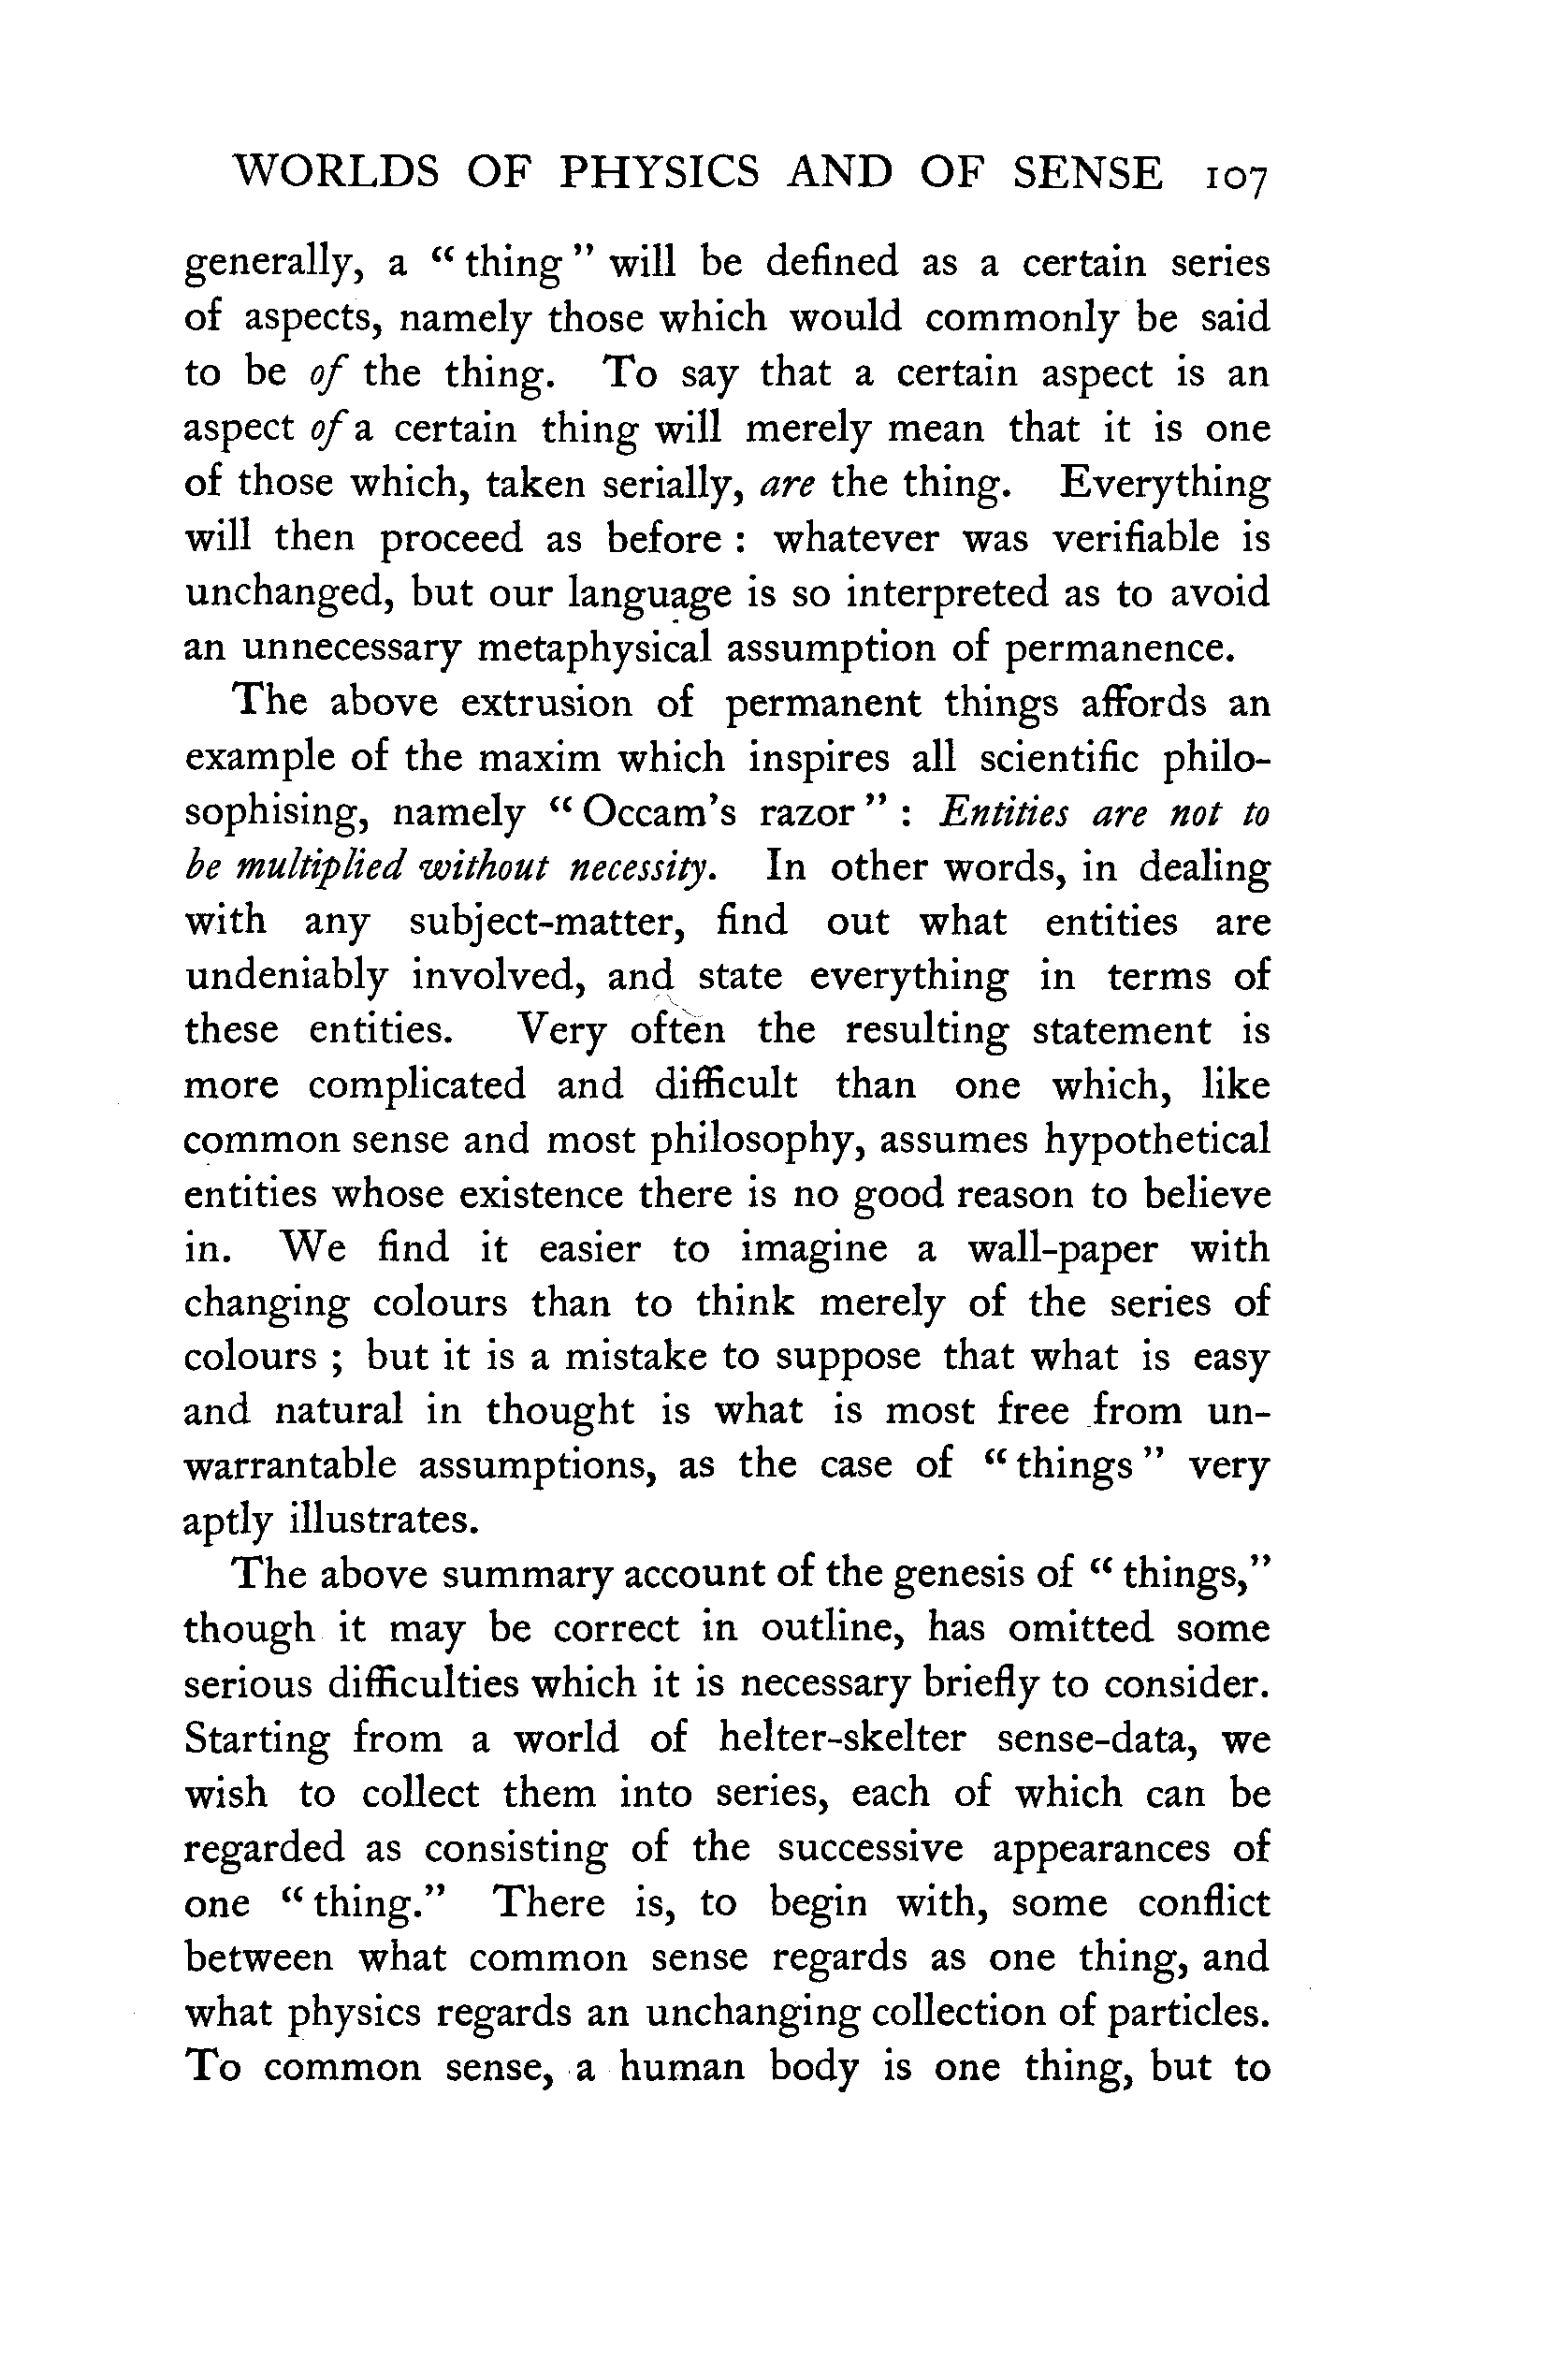 WORLDS OF PHYSICS AND OF SENSE 107
generally, a “ thing ” will be defined as a certain series
of aspects, namely those which would commonly be said
to be of the thing. To say that a certain aspect is an
aspect of a certain thing will merely mean that it is one
of those which, taken serially, are the thing. Everything
will then proceed as before : whatever was verifiable is
unchanged, but our language is so interpreted as to avoid
an unnecessary metaphysical assumption of permanence.
The above extrusion of permanent things affords an
example of the maxim which inspires all scientific philo-
sophising, namely “ Occam’s razor ” : Entities are not to
be multiplied without necessity. In other words, in dealing
with any subject-matter, find out what entities are
undeniably involved, and state everything in terms of
these entities. Very often the resulting statement is
more complicated and difficult than one which, like
common sense and most philosophy, assumes hypothetical
entities whose existence there is no good reason to believe
in. We find it easier to imagine a wall-paper with
changing colours than to think merely of the series of
colours ; but it is a mistake to suppose that what is easy
and natural in thought is what is most free from un-
warrantable assumptions, as the case of “ things ” very
aptly illustrates.
The above summary account of the genesis of “ things,”
though it may be correct in outline, has omitted some
serious difficulties which it is necessary briefly to consider.
Starting from a world of helter-skelter sense-data, we
wish to collect them into series, each of which can be
regarded as consisting of the successive appearances of
one “ thing.” There is, to begin with, some conflict
between what common sense regards as one thing, and
what physics regards an unchanging collection of particles.
To common sense, a human body is one thing, but to